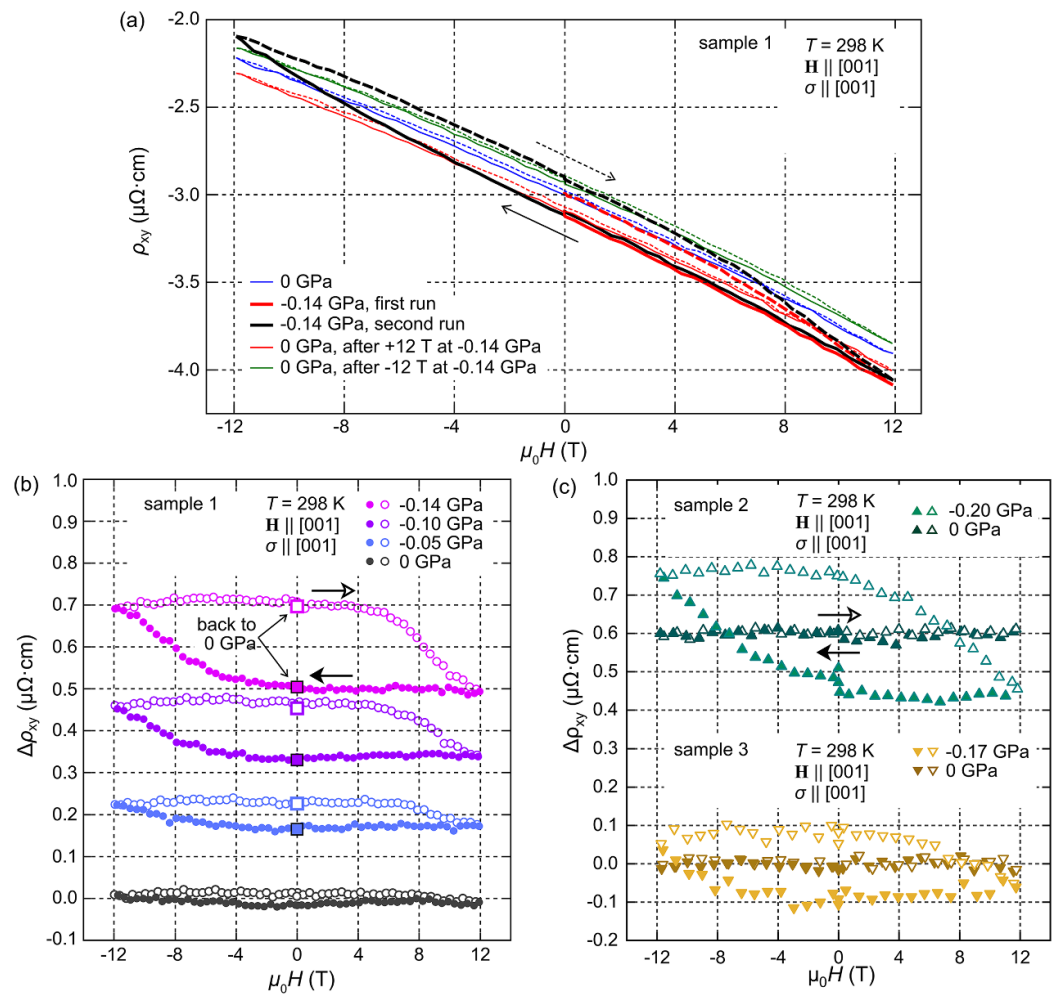 (a)
-2.0
-2.5
-3.0
-3.5
-4.0
ρxy (μΩ·cm)
sample 1
T = 298 K
H || [001]
σ || [001]
0 GPa
-0.14 GPa, first run
-0.14 GPa, second run
0 GPa, after +12 T at -0.14 GPa
0 GPa, after -12 T at -0.14 GPa
-12 -8 -4 0 4 8 12
μ0H (T)
(b)
1.0
0.9
0.8
0.7
0.6
0.5
0.4
0.3
0.2
0.1
0.0
-0.1
Δρxy (μΩ·cm)
sample 1
T = 298 K
H || [001]
σ || [001]
-0.14 GPa
-0.10 GPa
-0.05 GPa
0 GPa
back to
0 GPa
-12 -8 -4 0 4 8 12
μ0H (T)
(c)
1.0
0.9
0.8
0.7
0.6
0.5
0.4
0.3
0.2
0.1
0.0
-0.1
-0.2
Δρxy (μΩ·cm)
sample 2
T = 298 K
H || [001]
σ || [001]
-0.20 GPa
0 GPa
sample 3
T = 298 K
H || [001]
σ || [001]
-0.17 GPa
0 GPa
-12 -8 -4 0 4 8 12
μ0H (T)